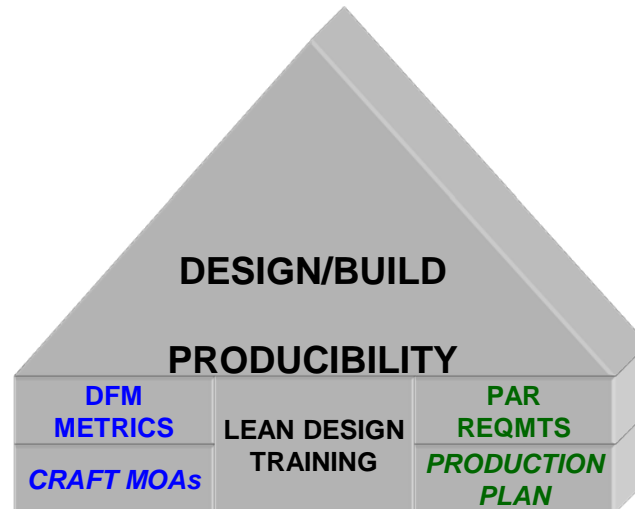 DESIGN/BUILD
PRODUCIBILITY
DFM
METRICS
CRAFT MOAs
LEAN DESIGN
TRAINING
PAR
REQMTS
PRODUCTION
PLAN